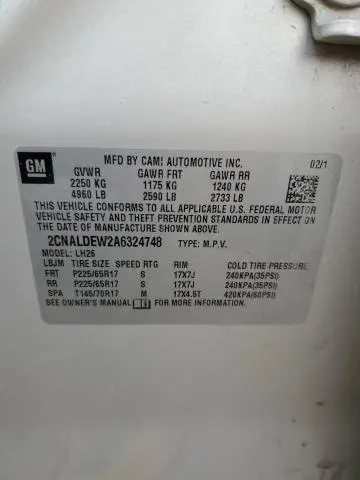 GM
MFD BY CAMI AUTOMOTIVE INC. 02/1
GVWR GAWR FRT GAWR RR
2250 KG 1175 KG 1240 KG
4960 LB 2590 LB 2733 LB
THIS VEHICLE CONFORMS TO ALL APPLICABLE U.S. FEDERAL MOTOR
VEHICLE SAFETY AND THEFT PREVENTION STANDARDS IN EFFECT ON
THE DATE OF MANUFACTURE SHOWN ABOVE.
2CNALDEW2A6324748 TYPE: M.P.V.
MODEL: LH26
LBJM TIRE SIZE SPEED RTG RIM COLD TIRE PRESSURE
FRT P225/65R17 S 17X7J 240KPA(35PSI)
RR P225/65R17 S 17X7J 240KPA(35PSI)
SPA T145/70R17 M 17X4.5T 420KPA(60PSI)
SEE OWNER'S MANUAL FOR MORE INFORMATION.